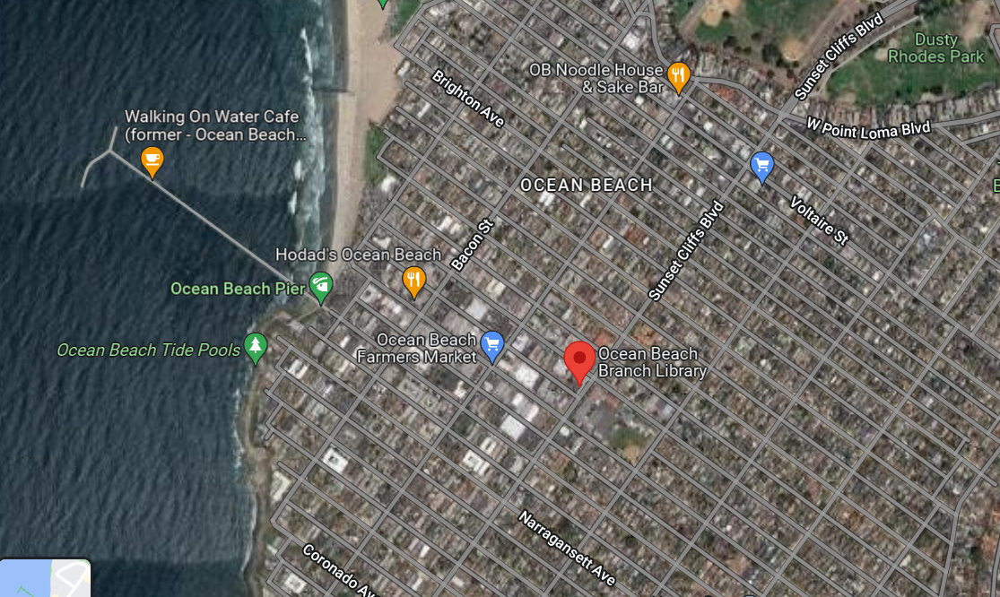 Dusty
Rhodes Park
Sunset Cliffs Blvd
OB Noodle House
& Sake Bar
Brighton Ave
Walking On Water Cafe
(former - Ocean Beach...
W Point Loma Blvd
OCEAN BEACH
Voltaire St
Sunset Cliffs Blvd
Bacon St
Hodad's Ocean Beach
Ocean Beach Pier
Ocean Beach Tide Pools
Ocean Beach
Farmers Market
Ocean Beach
Branch Library
Narragansett Ave
Coronado Av